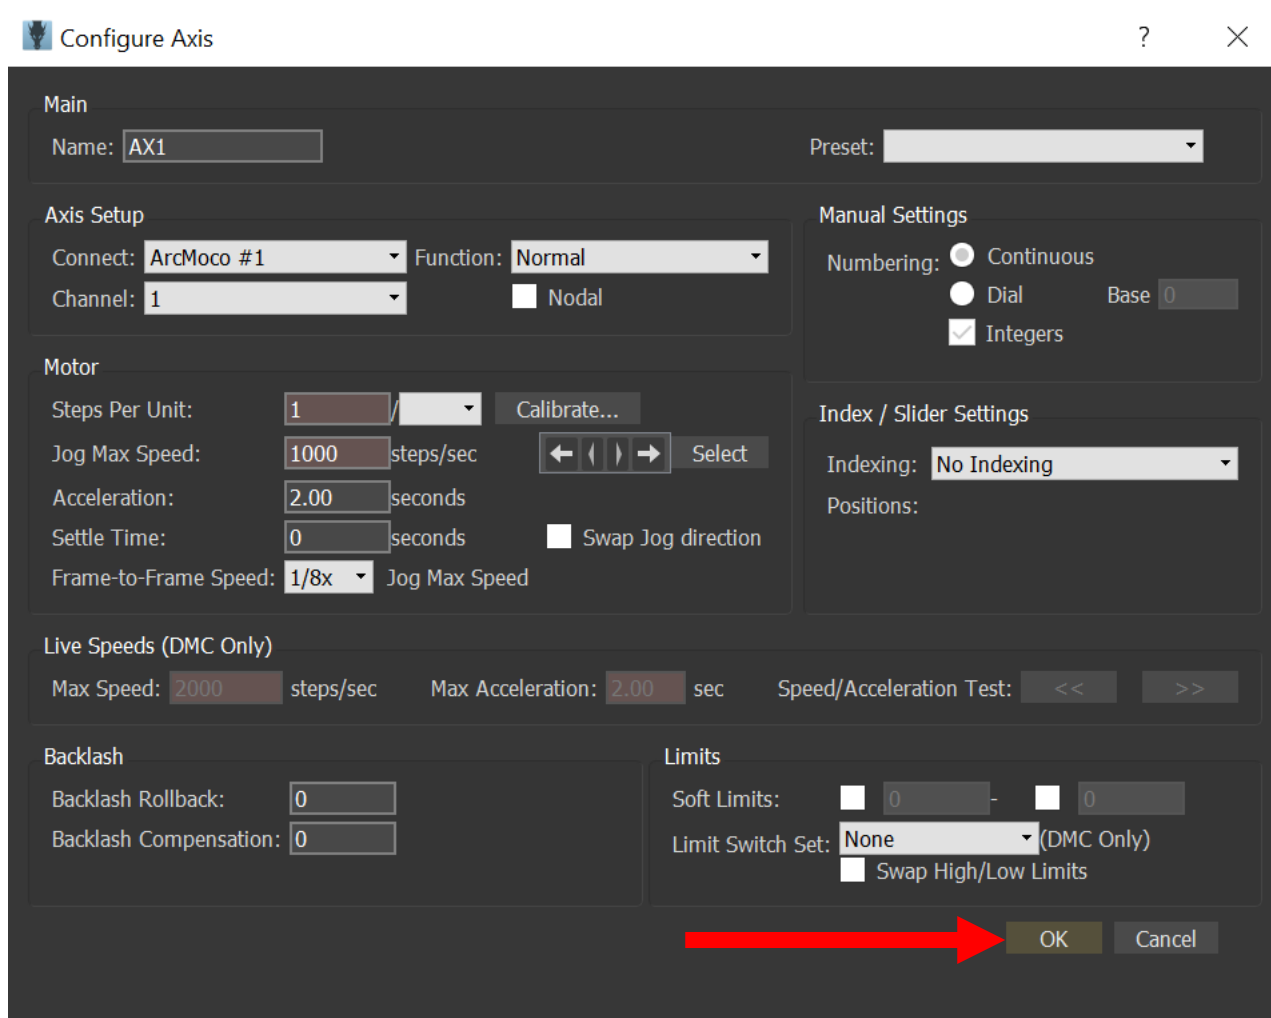 Configure Axis ?
Main
Name: AX1 Preset:
Axis Setup
Connect: ArcMoco #1 Function: Normal
Channel: 1 Nodal
Manual Settings
Numbering: Continuous
Dial Base 0
Integers
Motor
Steps Per Unit: 1 / Calibrate...
Jog Max Speed: 1000 steps/sec Select
Acceleration: 2.00 seconds
Settle Time: 0 seconds Swap Jog direction
Frame-to-Frame Speed: 1/8x Jog Max Speed
Index / Slider Settings
Indexing: No Indexing
Positions:
Live Speeds (DMC Only)
Max Speed: 2000 steps/sec Max Acceleration: 2.00 sec Speed/Acceleration Test: << >>
Backlash
Backlash Rollback: 0
Backlash Compensation: 0
Limits
Soft Limits: 0 - 0
Limit Switch Set: None (DMC Only)
Swap High/Low Limits
OK Cancel